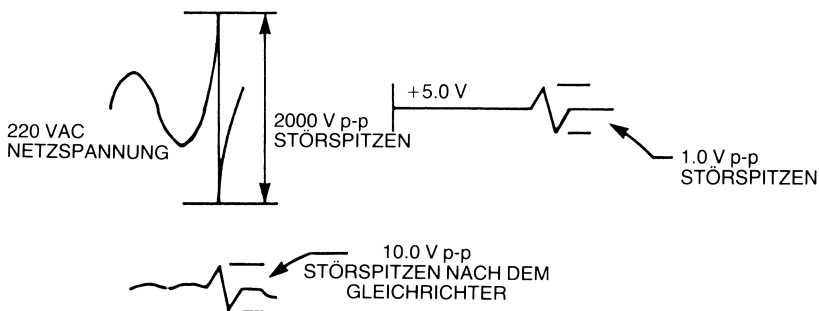 220 VAC
NETZSPANNUNG
2000 V p-p
STÖRSPITZEN
+5.0 V
1.0 V p-p
STÖRSPITZEN
10.0 V p-p
STÖRSPITZEN NACH DEM
GLEICHRICHTER